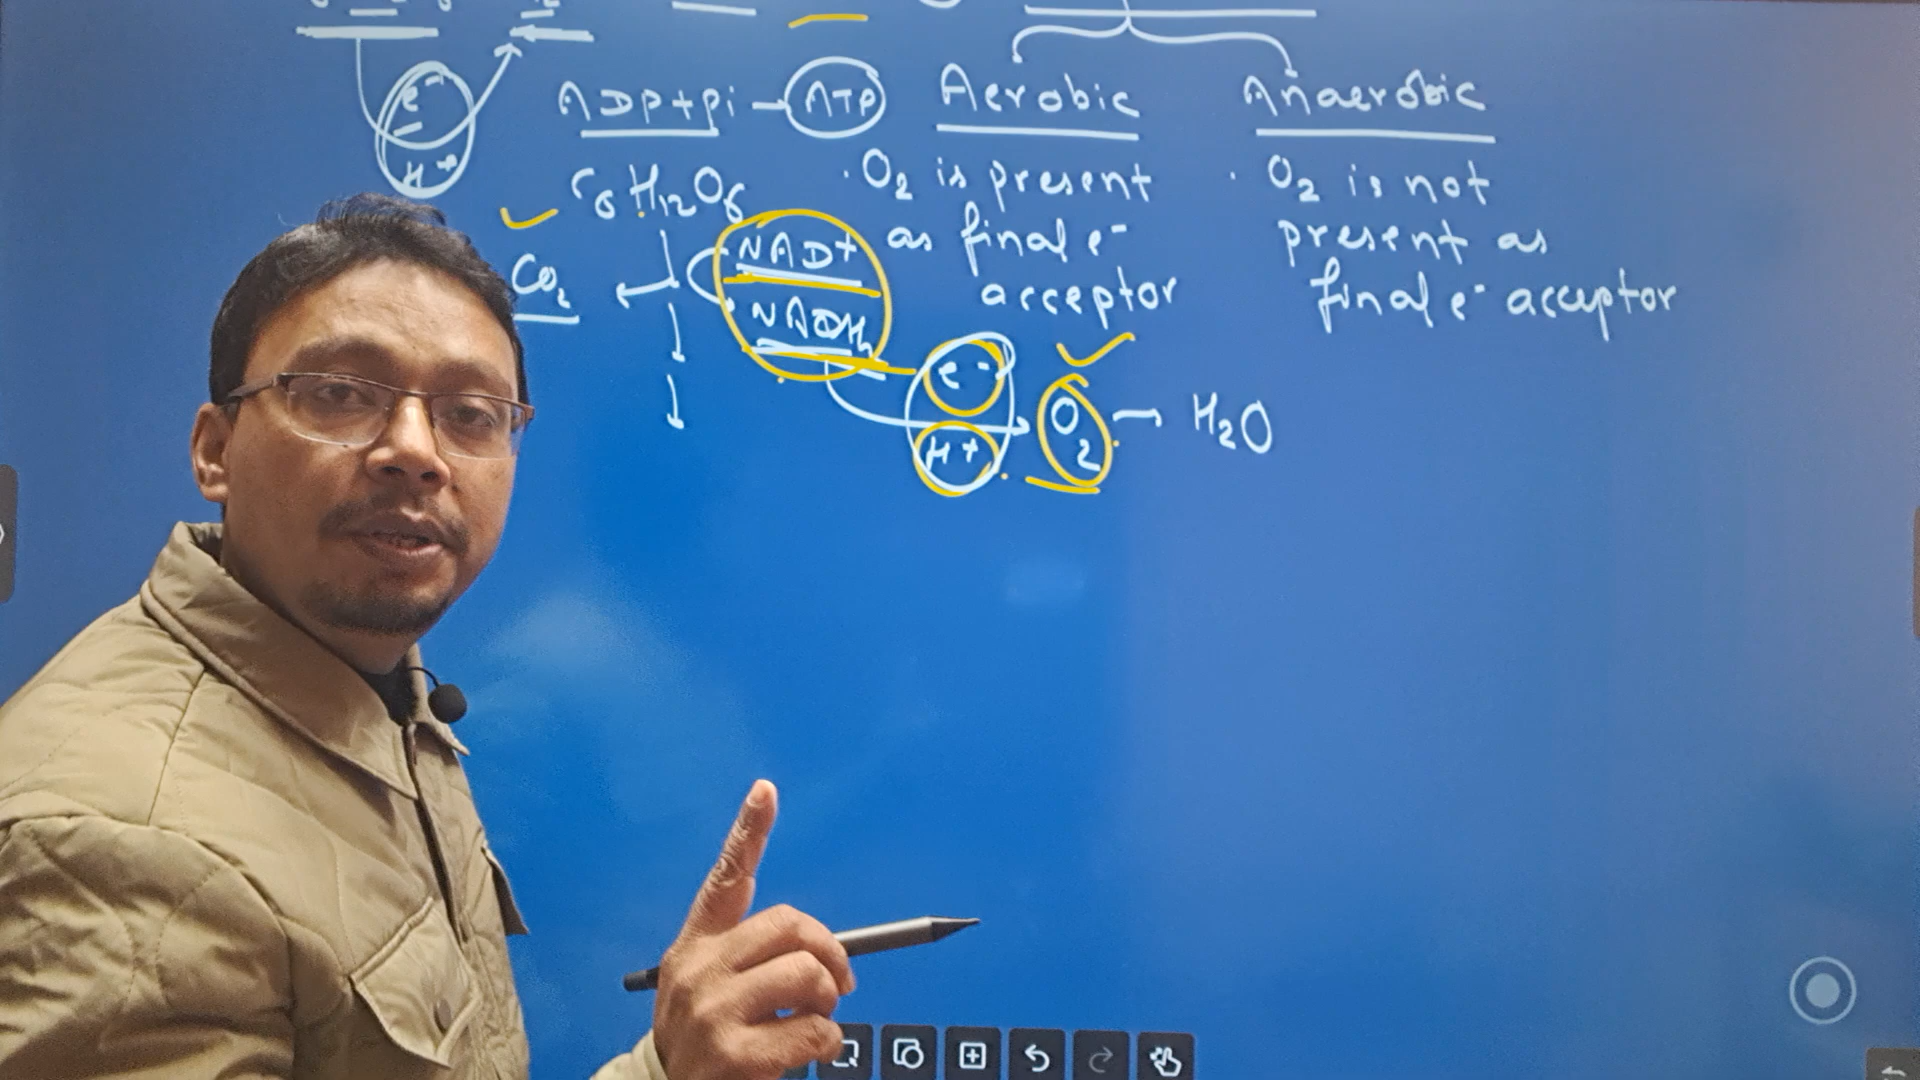 e⁻
H⁺
ADP+Pi → ATP
Aerobic
Anaerobic
C₆H₁₂O₆
· O₂ is present
as final e⁻
acceptor
· O₂ is not
present as
final e⁻ acceptor
NAD+
CO₂
NADH₂
e⁻
H+
O₂ → H₂O